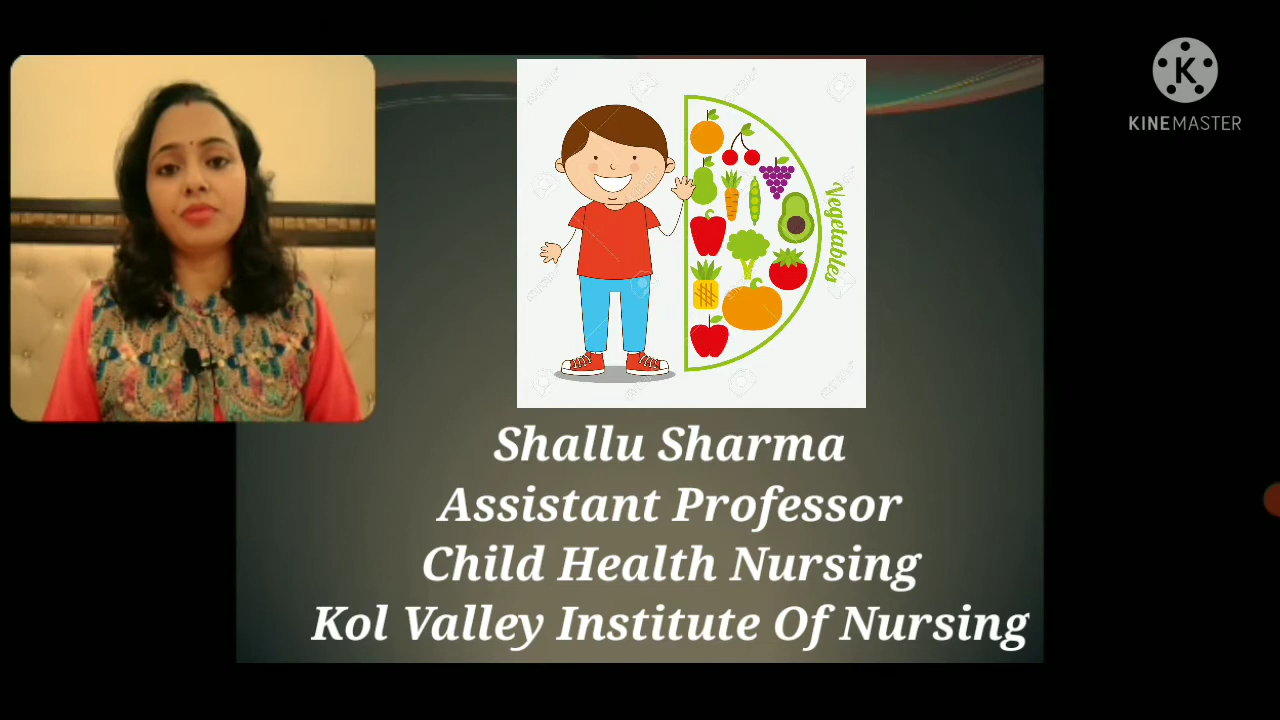 KINEMASTER
Vegetables
Shallu Sharma
Assistant Professor
Child Health Nursing
Kol Valley Institute Of Nursing